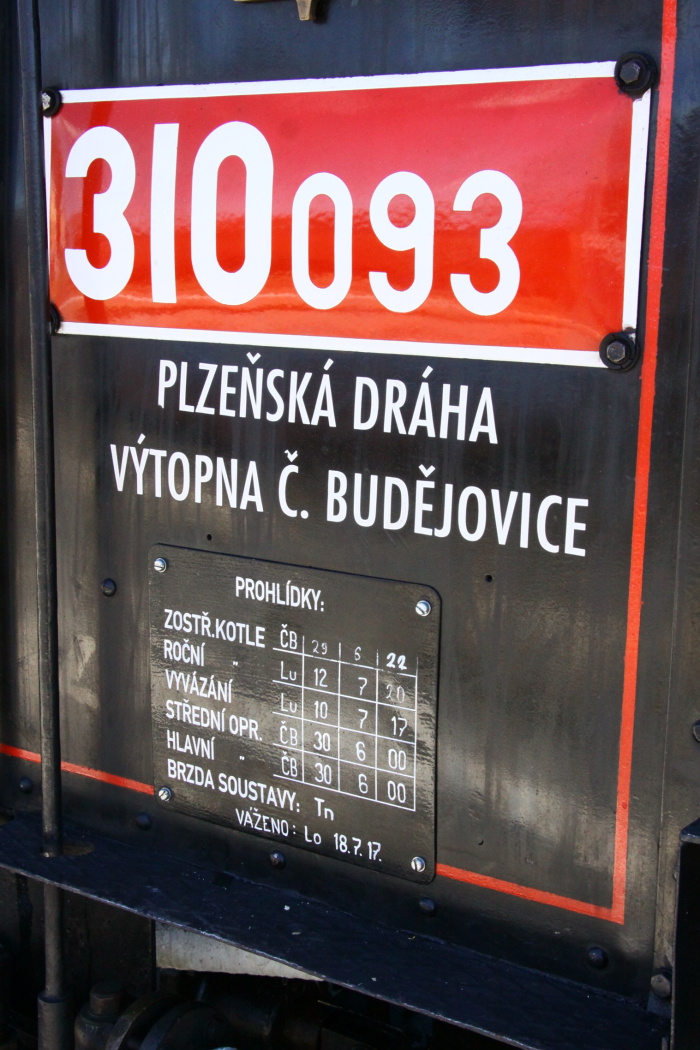 310 093
PLZEŇSKÁ DRÁHA
VÝTOPNA Č. BUDĚJOVICE
PROHLÍDKY:
ZOSTŘ.KOTLE ČB 29 6 22
ROČNÍ " Lu 12 7 20
VYVÁZÁNÍ Lu 10 7 17
STŘEDNÍ OPR. ČB 30 6 00
HLAVNÍ " ČB 30 6 00
BRZDA SOUSTAVY: Tn
VÁŽENO: Lo 18.7.17.